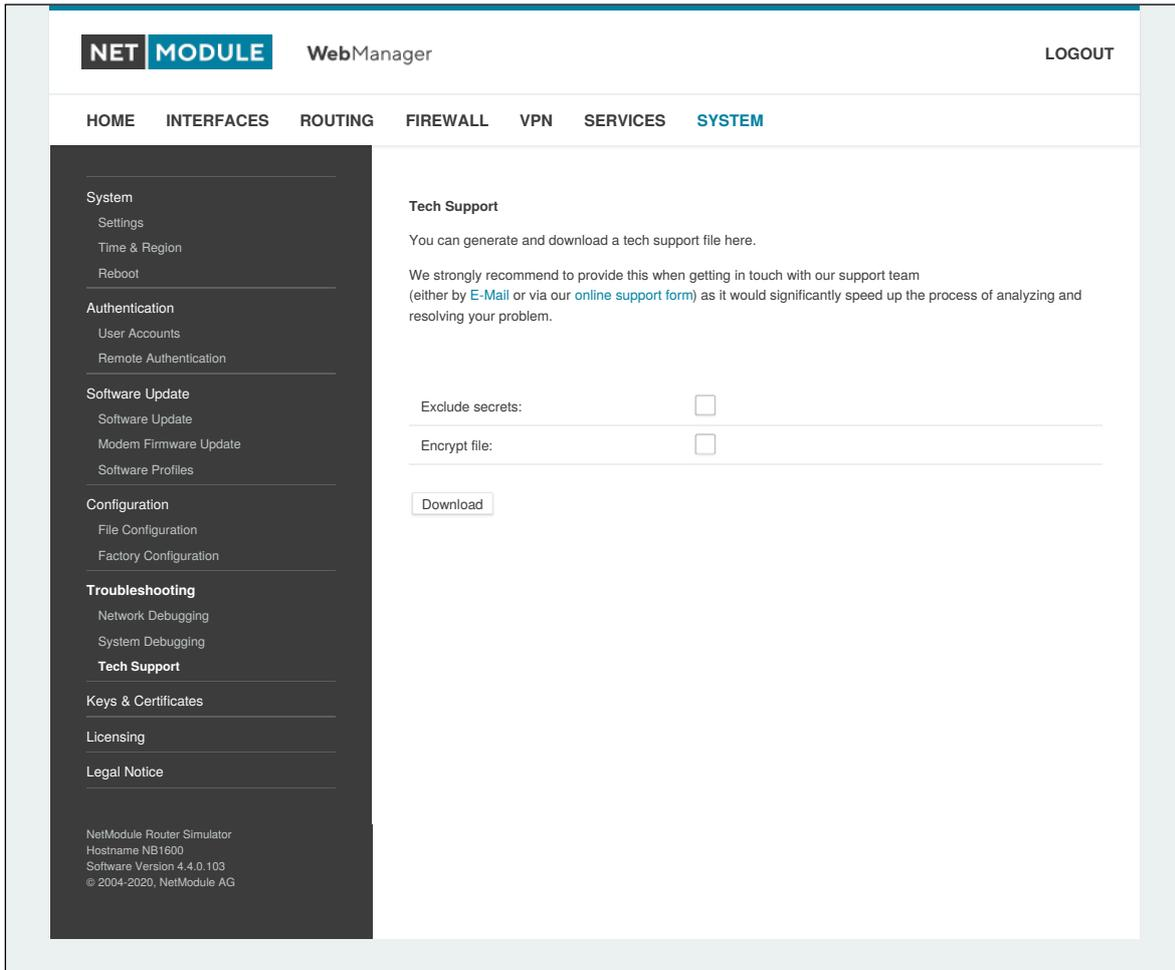 NET MODULE WebManager LOGOUT
HOME INTERFACES ROUTING FIREWALL VPN SERVICES SYSTEM
System
Settings
Time & Region
Reboot
Authentication
User Accounts
Remote Authentication
Software Update
Software Update
Modem Firmware Update
Software Profiles
Configuration
File Configuration
Factory Configuration
Troubleshooting
Network Debugging
System Debugging
Tech Support
Keys & Certificates
Licensing
Legal Notice
NetModule Router Simulator
Hostname NB1600
Software Version 4.4.0.103
© 2004-2020, NetModule AG
Tech Support
You can generate and download a tech support file here.
We strongly recommend to provide this when getting in touch with our support team
(either by E-Mail or via our online support form) as it would significantly speed up the process of analyzing and
resolving your problem.
Exclude secrets:
Encrypt file:
Download